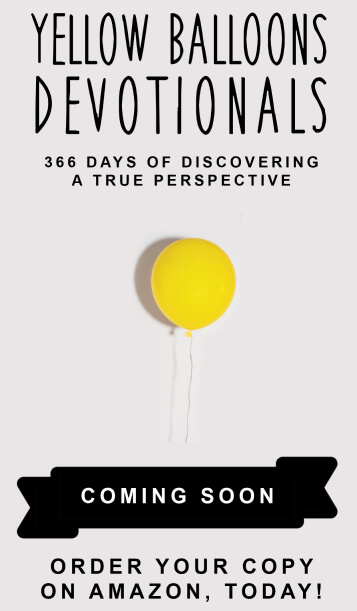 YELLOW BALLOONS
DEVOTIONALS
366 DAYS OF DISCOVERING
A TRUE PERSPECTIVE
COMING SOON
ORDER YOUR COPY
ON AMAZON, TODAY!